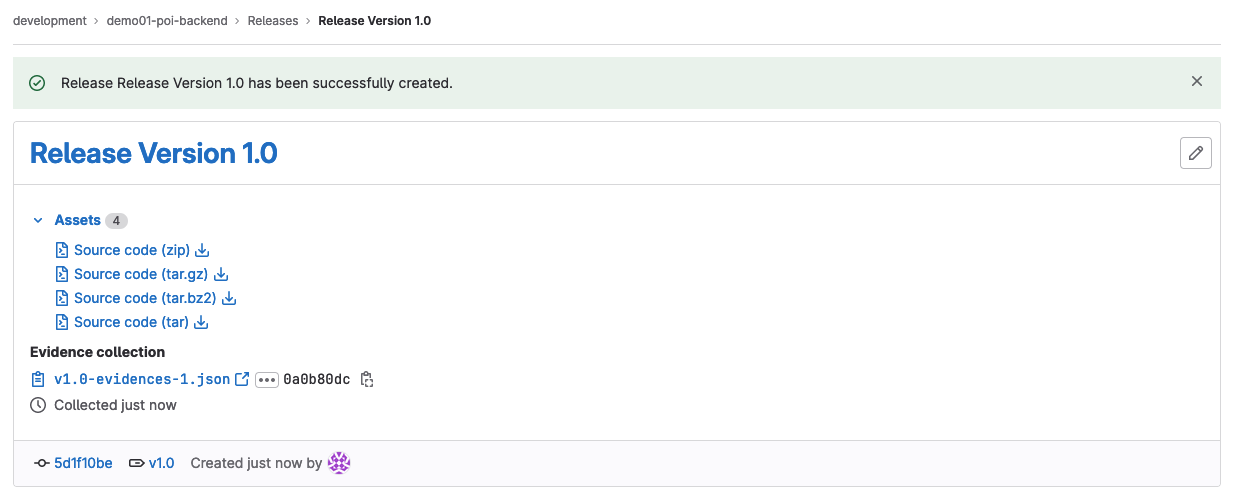 development › demo01-poi-backend › Releases › Release Version 1.0
Release Release Version 1.0 has been successfully created.
Release Version 1.0
Assets 4
Source code (zip)
Source code (tar.gz)
Source code (tar.bz2)
Source code (tar)
Evidence collection
v1.0-evidences-1.json ••• 0a0b80dc
Collected just now
5d1f10be v1.0 Created just now by